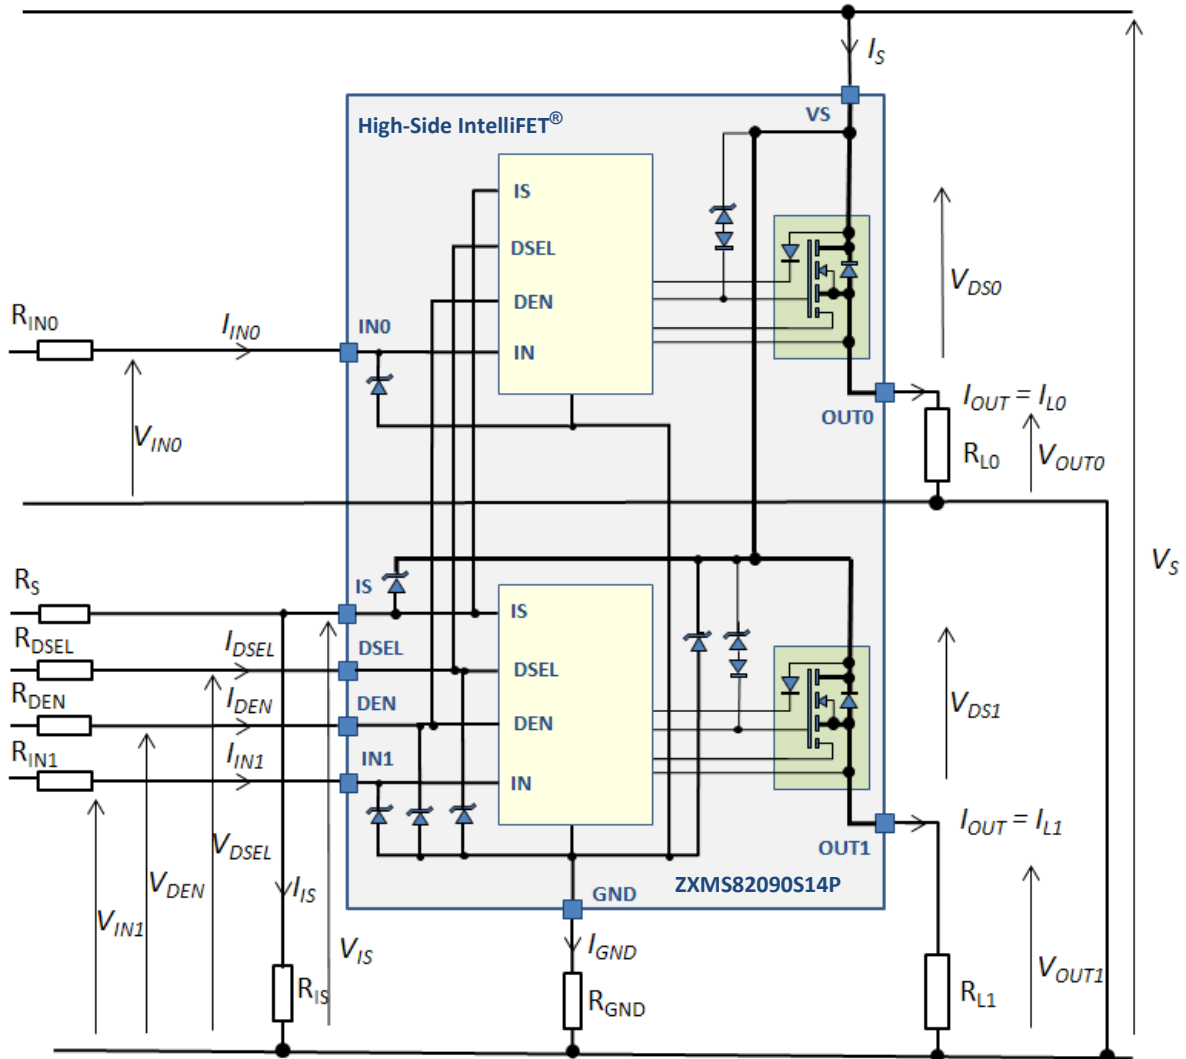 I_S
VS
High-Side IntelliFET®
IS
DSEL
DEN
IN
V_DS0
R_IN0
I_IN0
IN0
V_IN0
OUT0
I_OUT = I_L0
R_L0
V_OUT0
V_S
R_S
IS
IS
R_DSEL
I_DSEL
DSEL
DSEL
R_DEN
I_DEN
DEN
DEN
R_IN1
I_IN1
IN1
IN
V_DS1
I_OUT = I_L1
OUT1
V_DSEL
V_DEN
V_IN1
I_IS
V_IS
ZXMS82090S14P
GND
I_GND
R_IS
R_GND
R_L1
V_OUT1